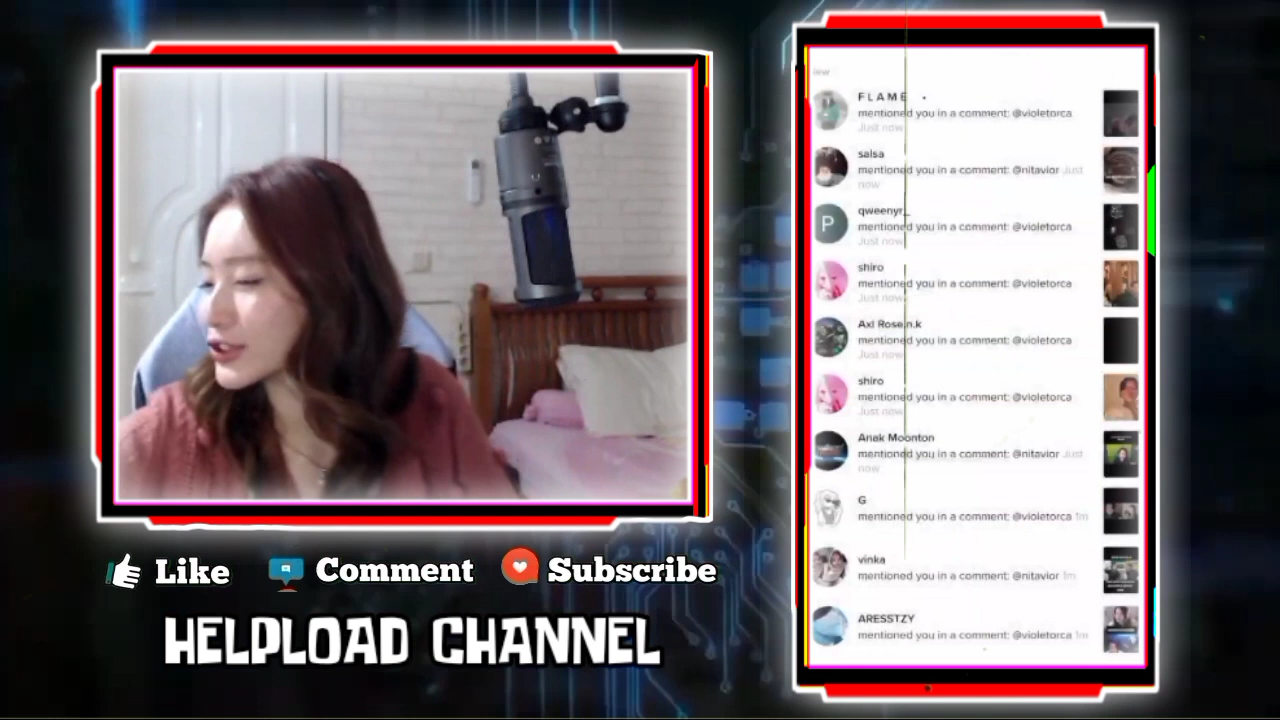 Like
Comment
Subscribe
HELPLOAD CHANNEL
FLAME
mentioned you in a comment: @violetorca
Just now
salsa
mentioned you in a comment: @nitavior Just
now
P
qweenyr_
mentioned you in a comment: @violetorca
Just now
shiro
mentioned you in a comment: @violetorca
Just now
Axl Rose.n.k
mentioned you in a comment: @violetorca
Just now
shiro
mentioned you in a comment: @violetorca
Just now
Anak Moonton
mentioned you in a comment: @nitavior Just
now
G
mentioned you in a comment: @violetorca 1m
vinka
mentioned you in a comment: @nitavior 1m
ARESSTZY
mentioned you in a comment: @violetorca 1m